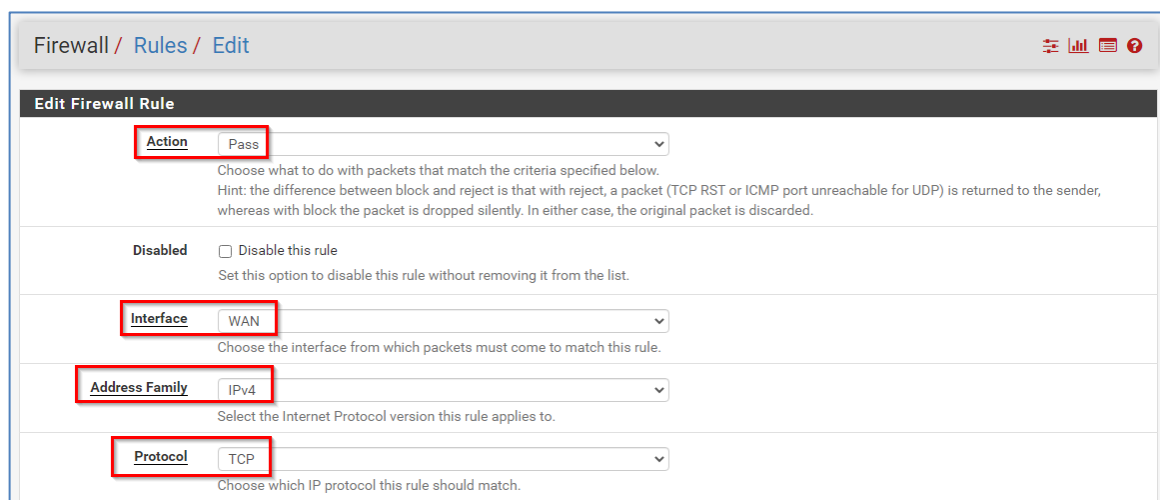 Firewall / Rules / Edit
Edit Firewall Rule
Action Pass
Choose what to do with packets that match the criteria specified below.
Hint: the difference between block and reject is that with reject, a packet (TCP RST or ICMP port unreachable for UDP) is returned to the sender,
whereas with block the packet is dropped silently. In either case, the original packet is discarded.
Disabled Disable this rule
Set this option to disable this rule without removing it from the list.
Interface WAN
Choose the interface from which packets must come to match this rule.
Address Family IPv4
Select the Internet Protocol version this rule applies to.
Protocol TCP
Choose which IP protocol this rule should match.